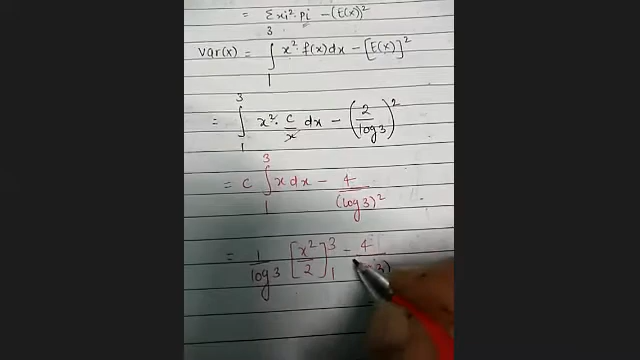 = Σxi²·pi - (E(x))²
Var(x) = ∫₁³ x²·f(x)dx - [E(x)]²
= ∫₁³ x²·c/x dx - (2/log3)²
= c ∫₁³ x dx - 4/(log3)²
= 1/log3 [x²/2]₁³ - 4